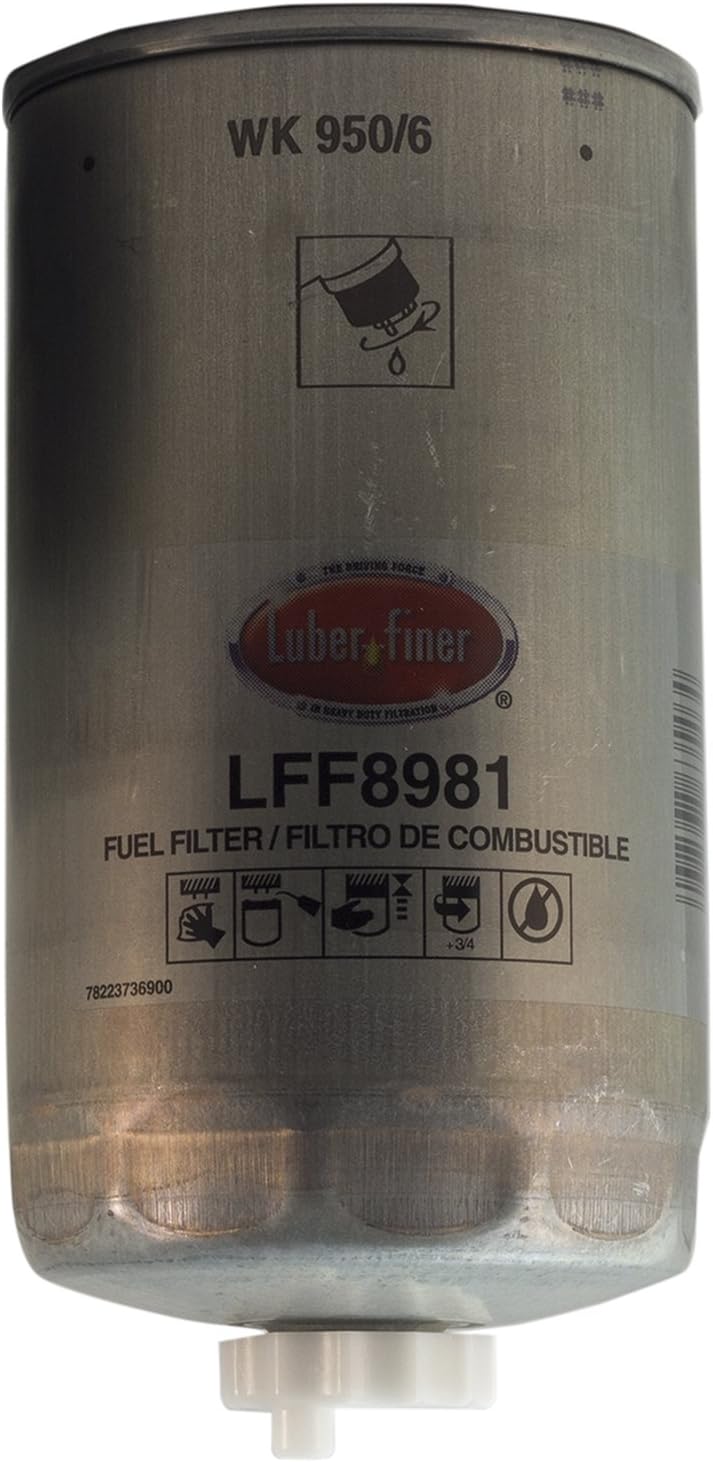 WK 950/6
THE DRIVING FORCE
Luber-finer
IN HEAVY DUTY FILTRATION
®
LFF8981
FUEL FILTER / FILTRO DE COMBUSTIBLE
+3/4
78223736900